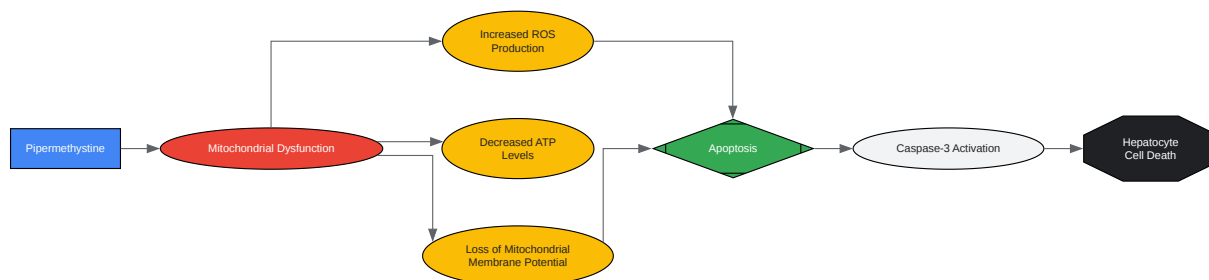 Increased ROS
Production
Pipermethystine
Mitochondrial Dysfunction
Decreased ATP
Levels
Apoptosis
Caspase-3 Activation
Hepatocyte
Cell Death
Loss of Mitochondrial
Membrane Potential